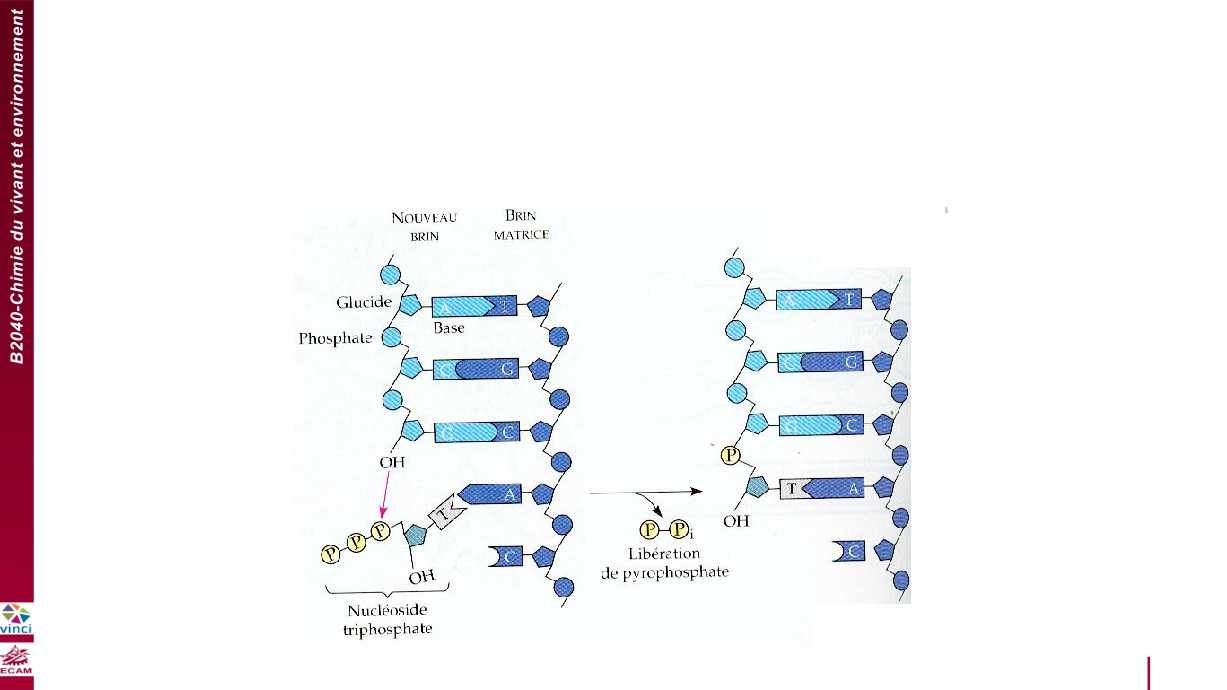 B2040-Chimie du vivant et environnement
NOUVEAU
BRIN
BRIN
MATRICE
Glucide
A T
Base
Phosphate
C G
G C
OH
A
T
P P P
OH
C
Nucléoside
triphosphate
P P i
Libération
de pyrophosphate
A T
C G
G C
P
T A
OH
C
vinci
ECAM